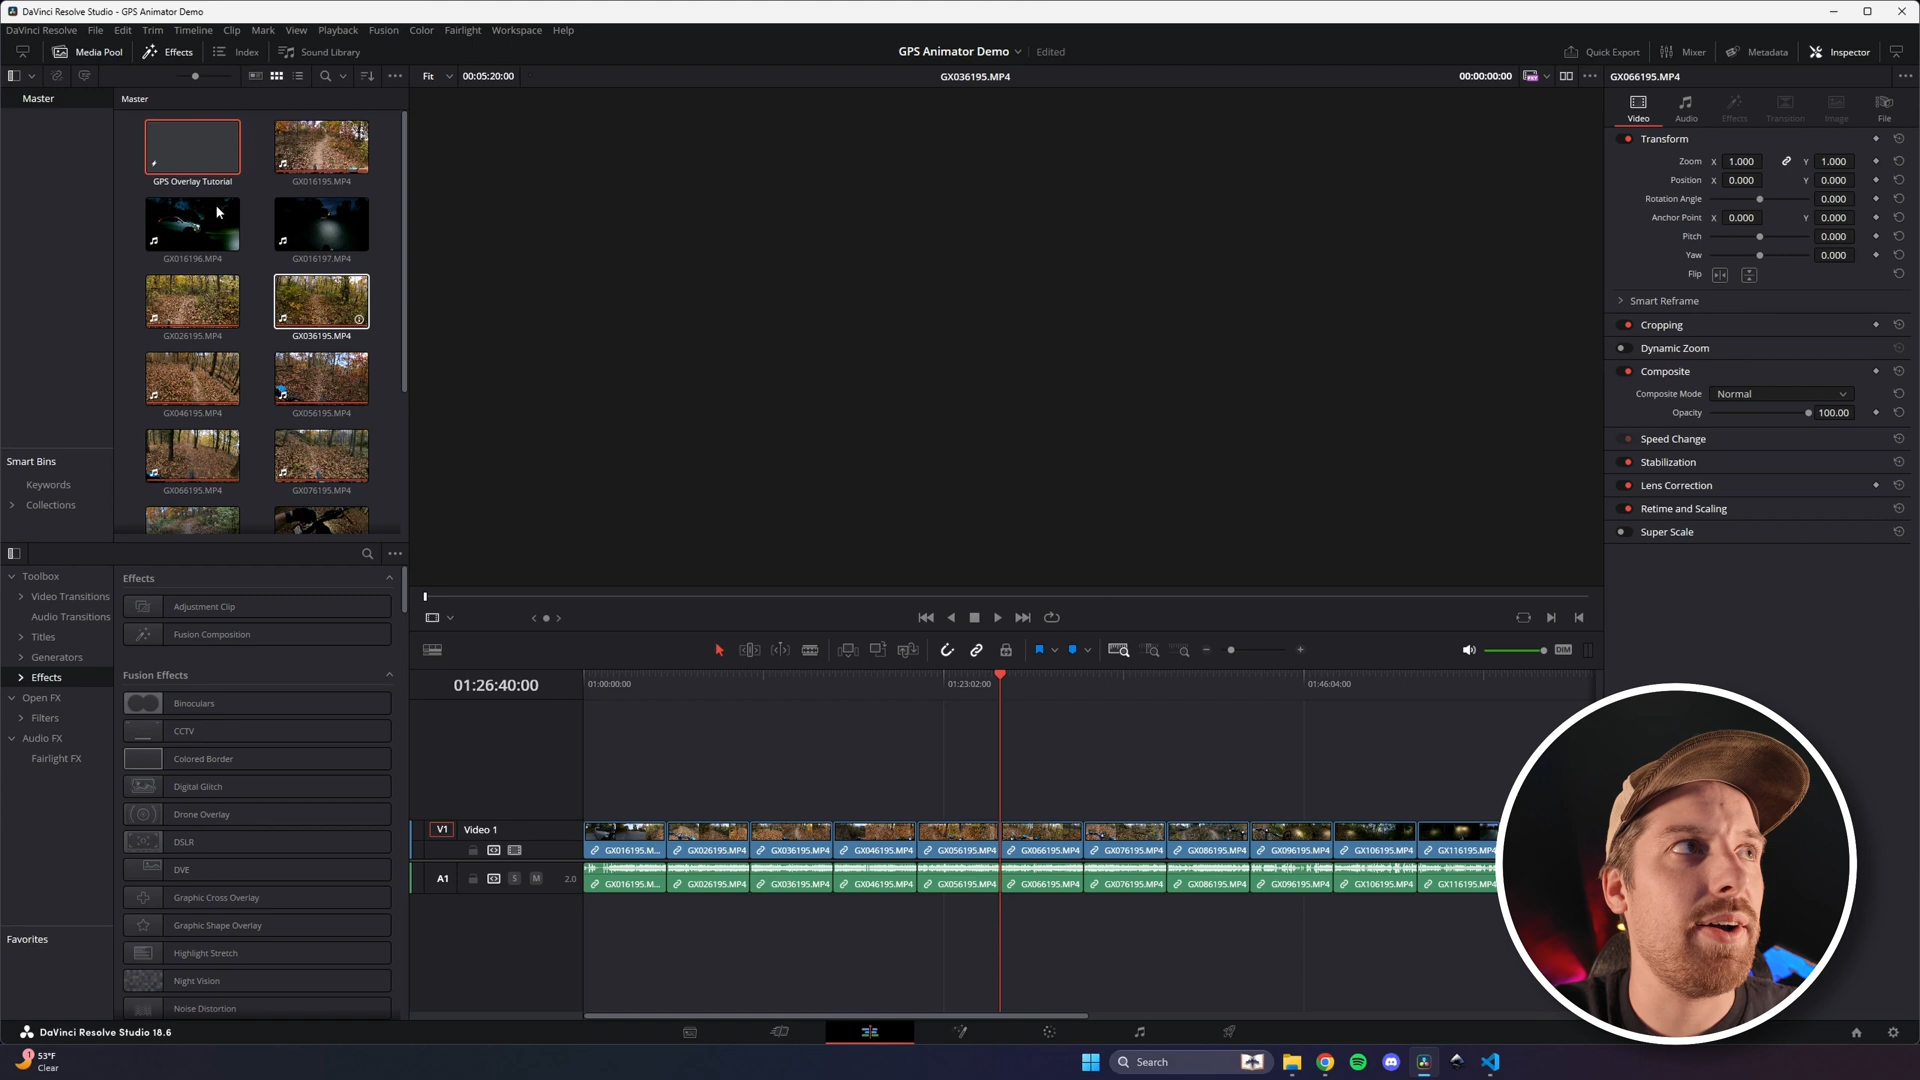 DaVinci Resolve Studio - GPS Animator Demo
DaVinci Resolve File Edit Trim Timeline Clip Mark View Playback Fusion Color Fairlight Workspace Help
Media Pool Effects Index Sound Library GPS Animator Demo Edited Quick Export Mixer Metadata Inspector
Fit 00:05:20:00 GX036195.MP4 00:00:00:00 GX066195.MP4
Master Master
Video Audio Effects Transition Image File
GPS Overlay Tutorial GX016195.MP4
GX016196.MP4 GX016197.MP4
GX026195.MP4 GX036195.MP4
GX046195.MP4 GX056195.MP4
GX066195.MP4 GX076195.MP4
Transform
Zoom X 1.000 Y 1.000
Position X 0.000 Y 0.000
Rotation Angle 0.000
Anchor Point X 0.000 Y 0.000
Pitch 0.000
Yaw 0.000
Flip
Smart Reframe
Cropping
Dynamic Zoom
Composite
Composite Mode Normal
Opacity 100.00
Speed Change
Stabilization
Lens Correction
Retime and Scaling
Super Scale
Smart Bins
Keywords
Collections
Toolbox
Video Transitions
Audio Transitions
Titles
Generators
Effects
Open FX
Filters
Audio FX
Fairlight FX
Favorites
Effects
Adjustment Clip
Fusion Composition
Fusion Effects
Binoculars
CCTV
Colored Border
Digital Glitch
Drone Overlay
DSLR
DVE
Graphic Cross Overlay
Graphic Shape Overlay
Highlight Stretch
Night Vision
Noise Distortion
DIM
01:26:40:00 01:00:00:00 01:23:02:00 01:46:04:00
V1 Video 1
GX016195.M... GX026195.MP4 GX036195.MP4 GX046195.MP4 GX056195.MP4 GX066195.MP4 GX076195.MP4 GX086195.MP4 GX096195.MP4 GX106195.MP4 GX116195.MP4
A1 S M 2.0
GX016195.M... GX026195.MP4 GX036195.MP4 GX046195.MP4 GX056195.MP4 GX066195.MP4 GX076195.MP4 GX086195.MP4 GX096195.MP4 GX106195.MP4 GX116195.MP4
DaVinci Resolve Studio 18.6
1 53°F
Clear
Search